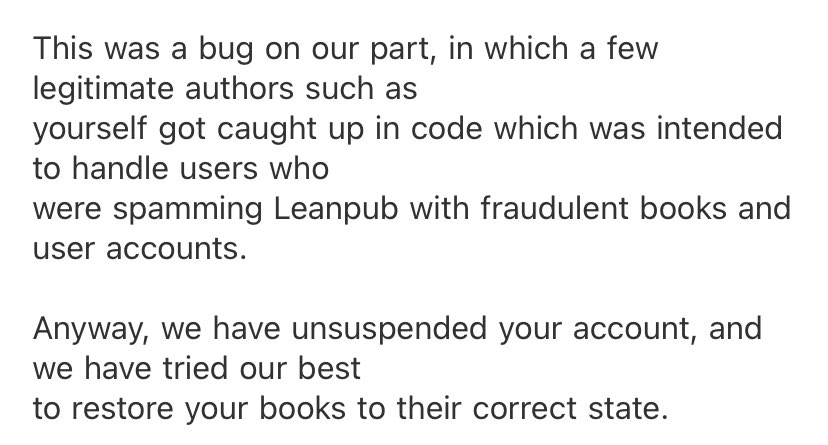 This was a bug on our part, in which a few
legitimate authors such as
yourself got caught up in code which was intended
to handle users who
were spamming Leanpub with fraudulent books and
user accounts.
Anyway, we have unsuspended your account, and
we have tried our best
to restore your books to their correct state.